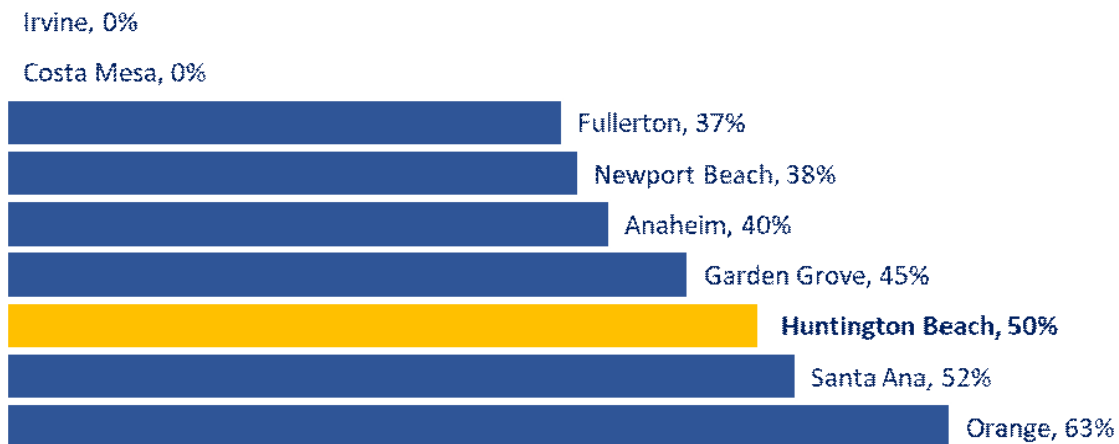 Irvine, 0%
Costa Mesa, 0%
Fullerton, 37%
Newport Beach, 38%
Anaheim, 40%
Garden Grove, 45%
Huntington Beach, 50%
Santa Ana, 52%
Orange, 63%